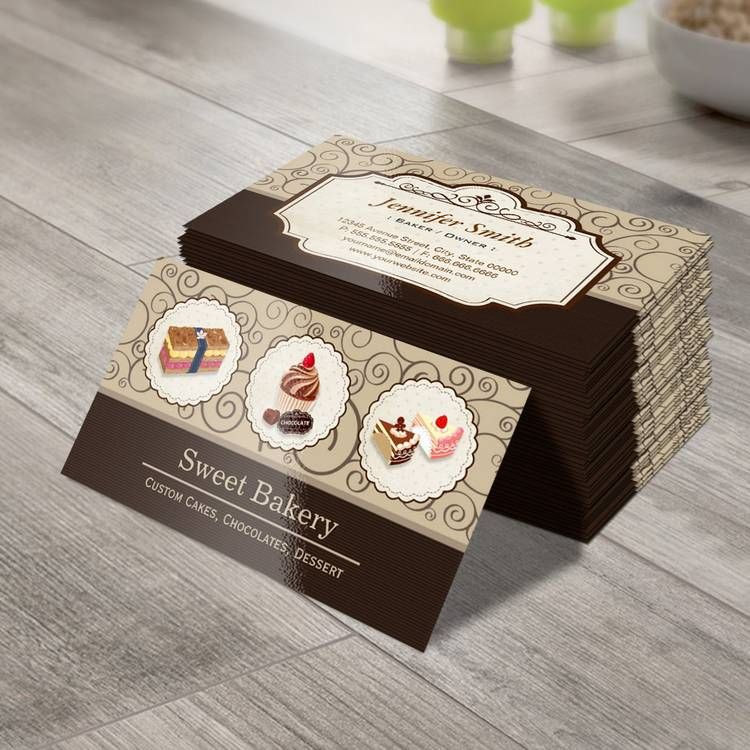 Jennifer Smith
{ Baker / Owner }
12345 Avenue Street, City, State 00000
P: 555.555.5555 / F: 666.666.6666
yourname@emaildomain.com
www.yourwebsite.com
CHOCOLATE
Sweet Bakery
Custom Cakes, Chocolates, Dessert